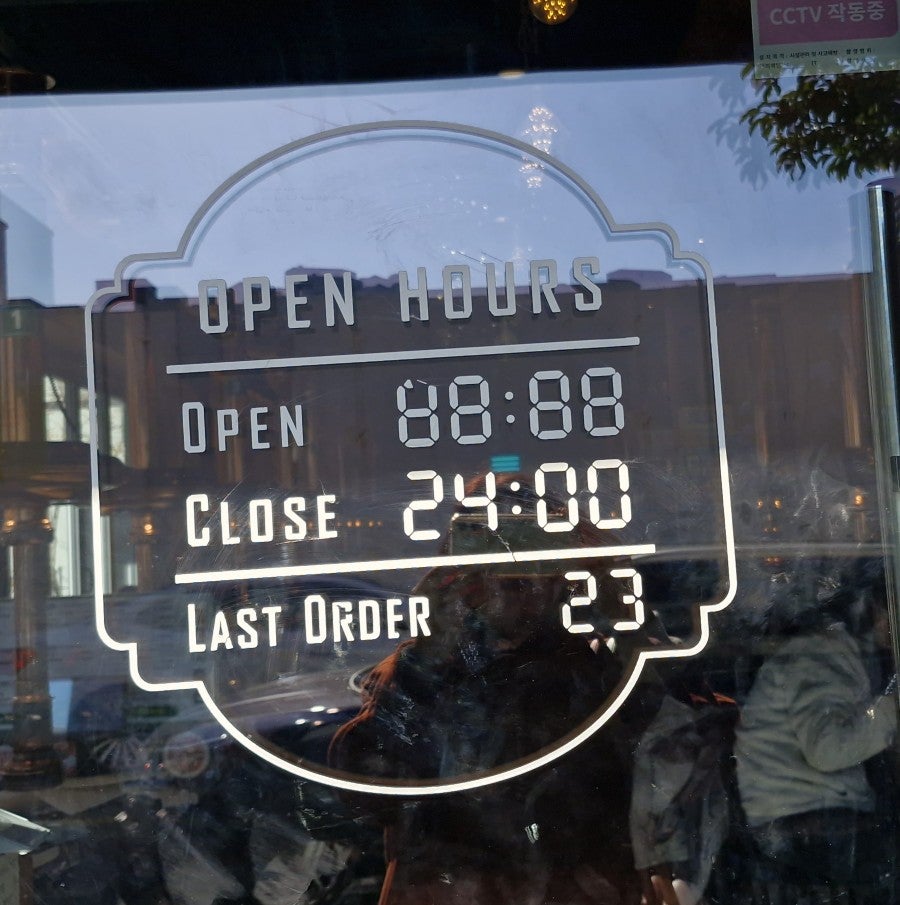 CCTV 작동중
OPEN HOURS
OPEN 88:88
CLOSE 24:00
LAST ORDER 23